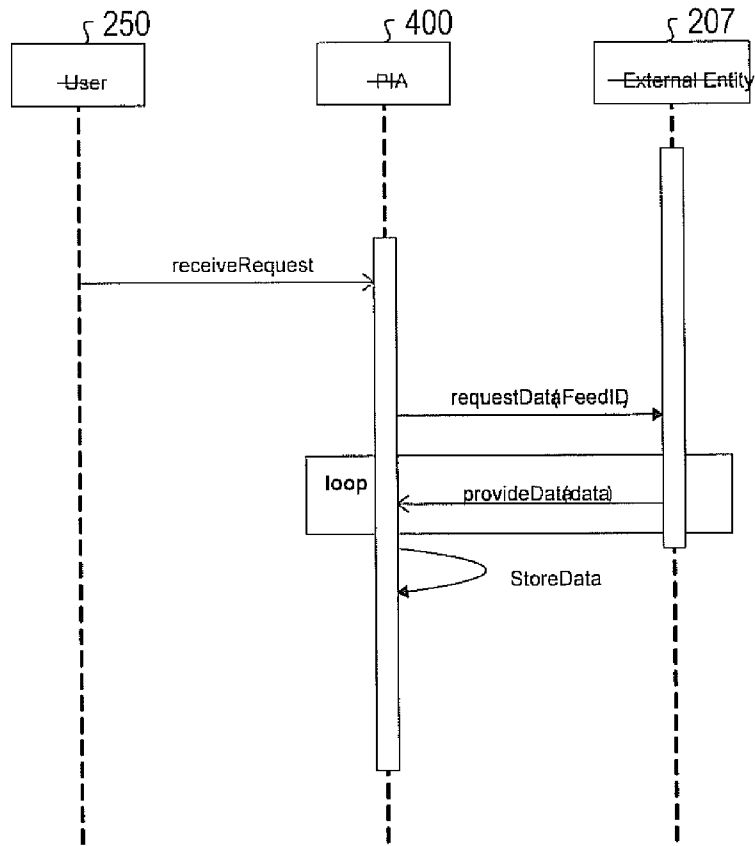 250
400
207
User
PIA
External Entity
receiveRequest
requestData(FeedID)
loop
provideData(data)
StoreData